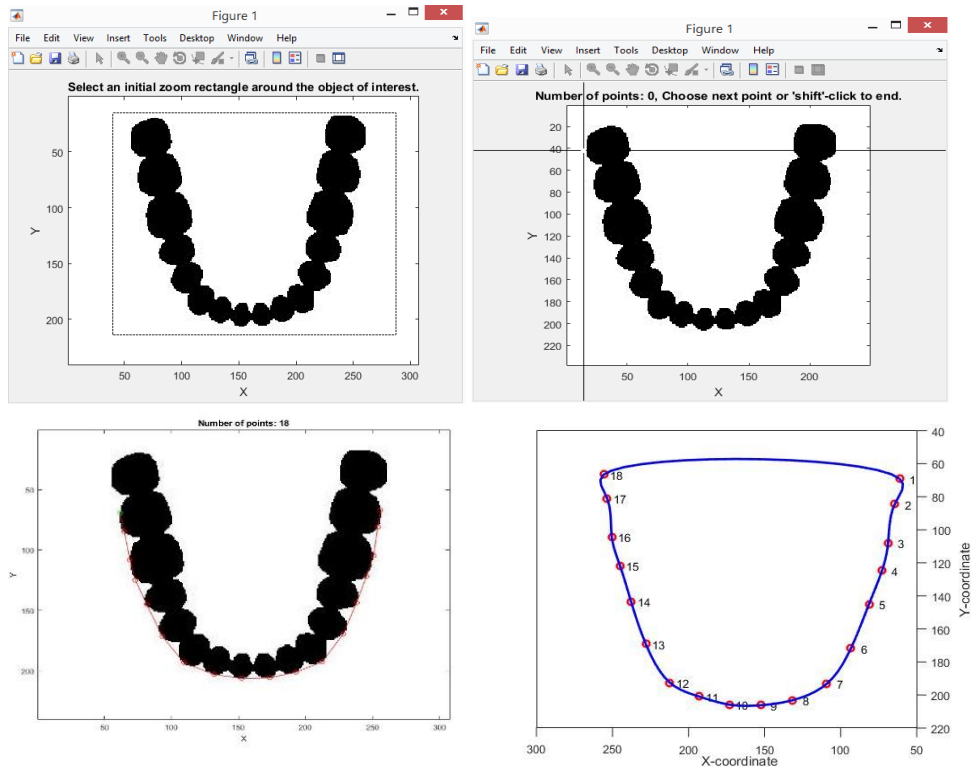 Figure 1
File Edit View Insert Tools Desktop Window Help
Select an initial zoom rectangle around the object of interest.
50
100
150
200
Y
50 100 150 200 250 300
X
Figure 1
File Edit View Insert Tools Desktop Window Help
Number of points: 0, Choose next point or 'shift'-click to end.
20
40
60
80
100
120
140
160
180
200
220
Y
50 100 150 200
X
Number of points: 18
50
100
150
200
Y
50 100 150 200 250 300
X
40
60
80
100
120
140
160
180
200
220
Y-coordinate
18 1
17 2
16 3
15 4
14 5
13 6
12 7
11 8
10 9
300 250 200 150 100 50
X-coordinate